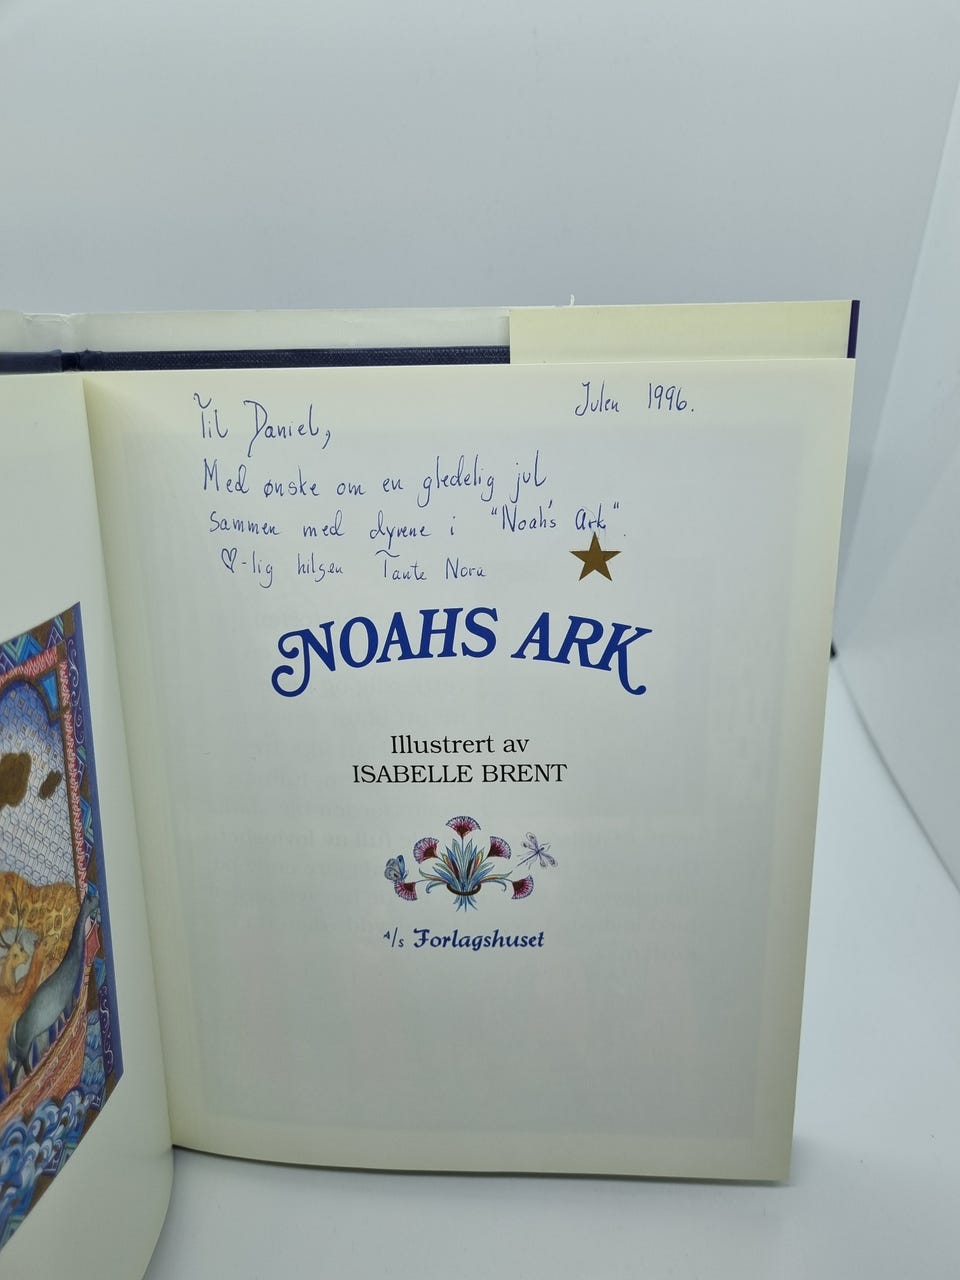 Julen 1996.
Til Daniel,
Med ønske om en gledelig jul
sammen med dyrene i "Noah's Ark".
♡-lig hilsen Tante Nora
NOAHS ARK
Illustrert av
ISABELLE BRENT
A/S Forlagshuset